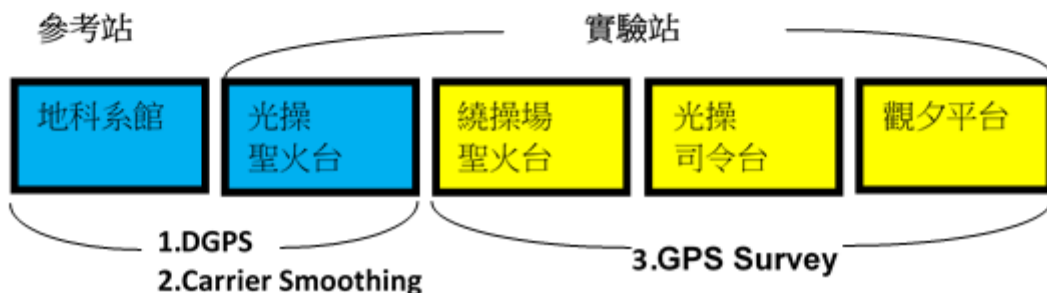 參考站
實驗站
地科系館
光操
聖火台
繞操場
聖火台
光操
司令台
觀夕平台
1.DGPS
2.Carrier Smoothing
3.GPS Survey